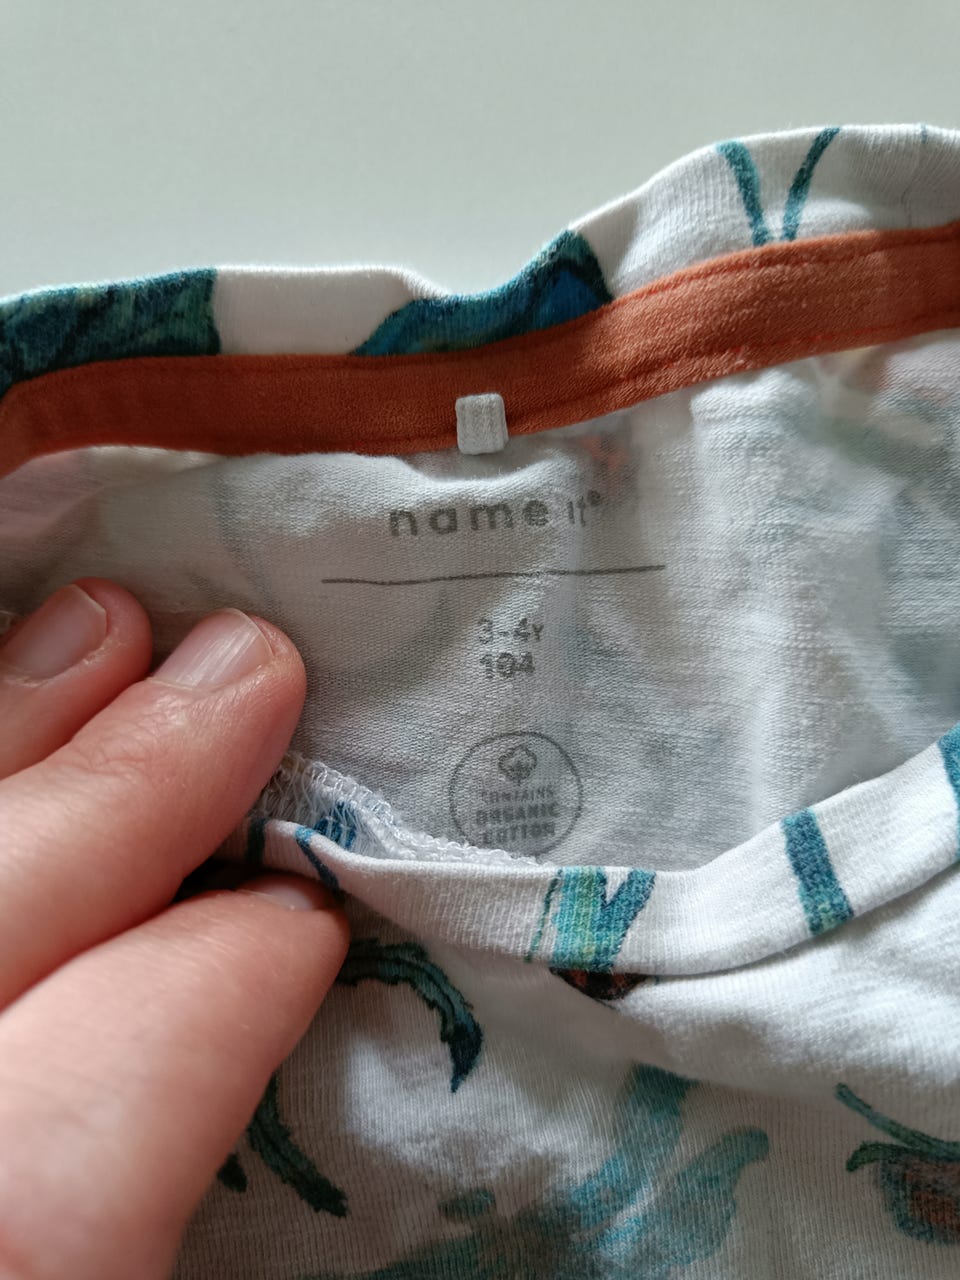 name it®
3-4Y
104
CONTAINS
ORGANIC
COTTON